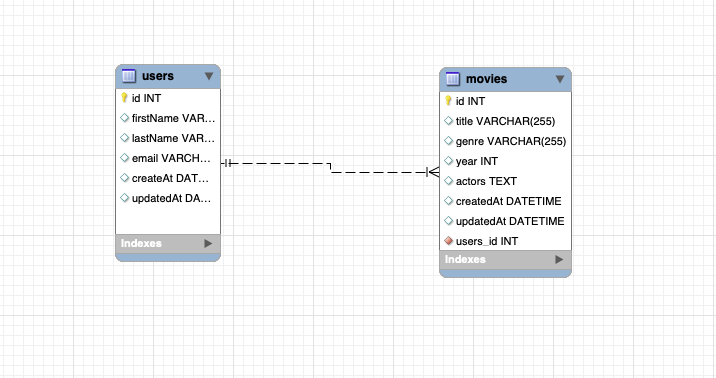 users
id INT
firstName VAR...
lastName VAR...
email VARCH...
createAt DAT...
updatedAt DA...
Indexes
movies
id INT
title VARCHAR(255)
genre VARCHAR(255)
year INT
actors TEXT
createdAt DATETIME
updatedAt DATETIME
users_id INT
Indexes